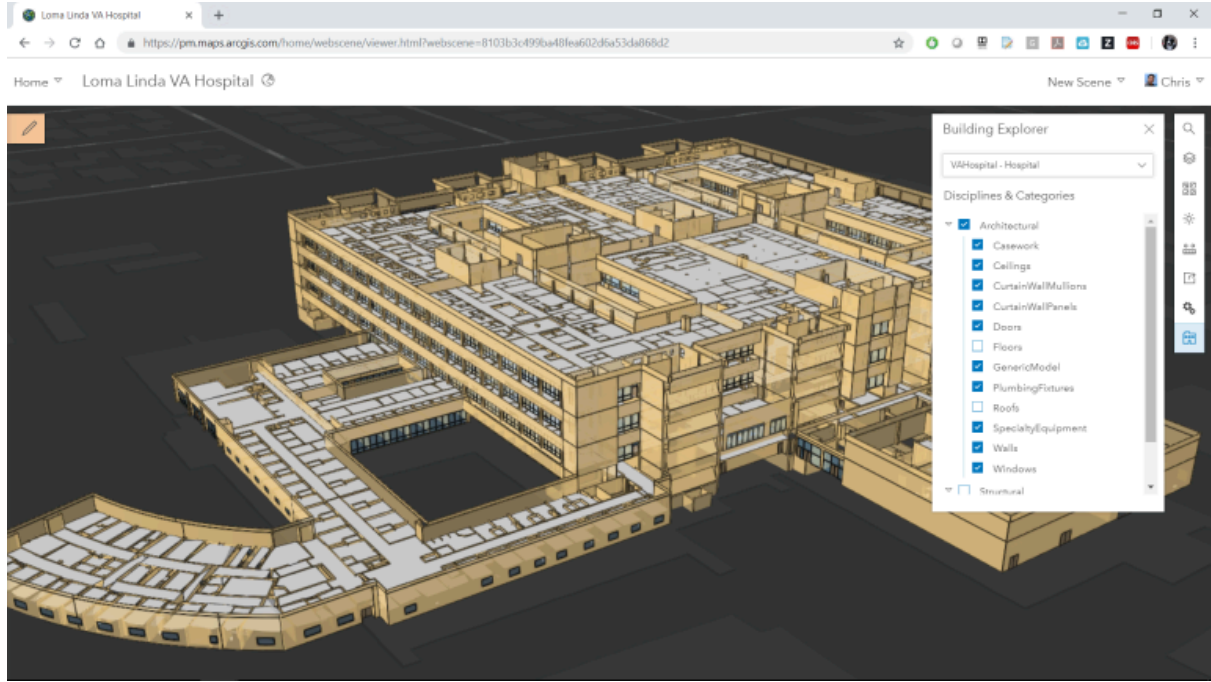 Loma Linda VA Hospital
https://pm.maps.arcgis.com/home/webscene/viewer.html?webscene=8103b3c499ba48fea602d6a53da868d2
Home Loma Linda VA Hospital New Scene Chris
Building Explorer
VAHospital - Hospital
Disciplines & Categories
Architectural
Casework
Ceilings
CurtainWallMullions
CurtainWallPanels
Doors
Floors
GenericModel
PlumbingFixtures
Roofs
SpecialtyEquipment
Walls
Windows
Structural